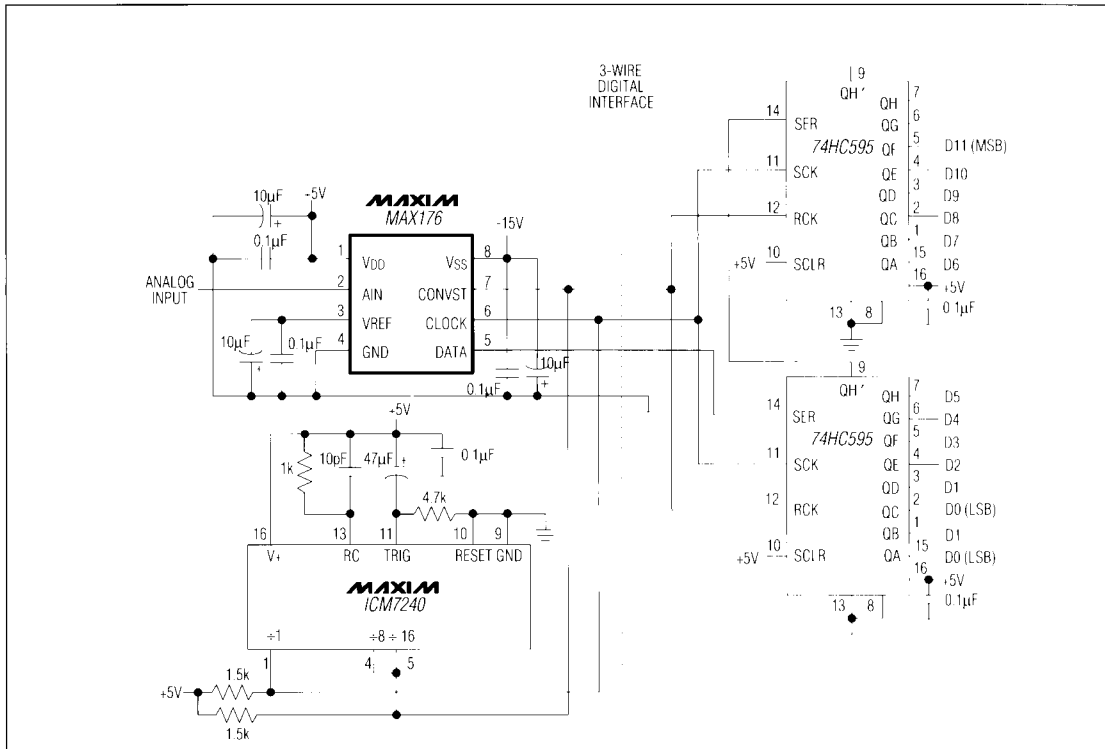 3-WIRE
DIGITAL
INTERFACE
9
QH'
QH 7
QG 6
14 SER
74HC595
QF 5 D11 (MSB)
11 SCK
QE 4 D10
QD 3 D9
12 RCK
QC 2 D8
QB 1 D7
+5V 10 SCLR
QA 15 D6
16 +5V
0.1µF
13 8
10µF
+
+5V
0.1µF
MAXIM
MAX176
-15V
1 VDD
VSS 8
ANALOG
INPUT
2 AIN
CONVST 7
3 VREF
CLOCK 6
4 GND
DATA 5
10µF
+
0.1µF
0.1µF
10µF
+
9
QH'
QH 7 D5
14 SER
QG 6 D4
74HC595
QF 5 D3
11 SCK
QE 4 D2
QD 3 D1
12 RCK
QC 2 D0 (LSB)
QB 1 D1
+5V 10 SCLR
QA 15 D0 (LSB)
16 +5V
0.1µF
13 8
+5V
1k
10pF
47µF
+
0.1µF
4.7k
16 13 11 10 9
V+ RC TRIG RESET GND
MAXIM
ICM7240
÷1 ÷8 ÷16
1 4 5
+5V
1.5k
1.5k